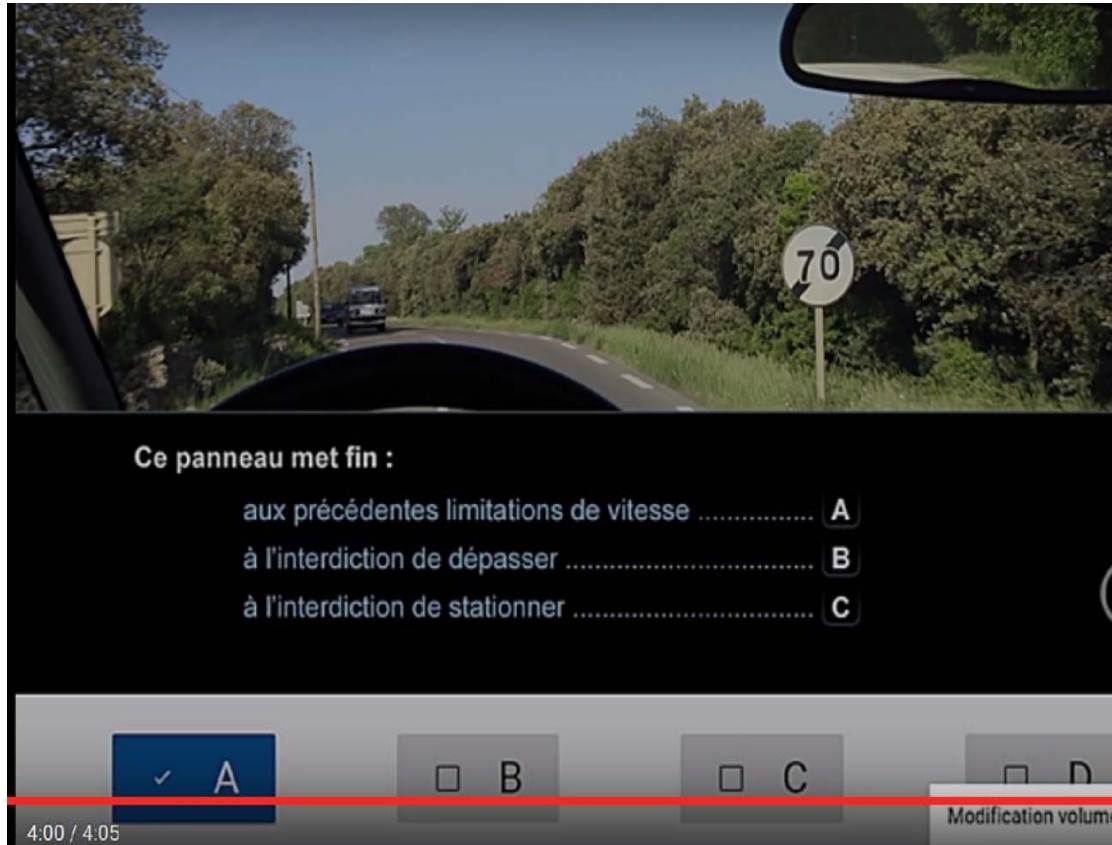 70
Ce panneau met fin :
aux précédentes limitations de vitesse ................ A
à l'interdiction de dépasser ................................. B
à l'interdiction de stationner ................................ C
✓ A
☐ B
☐ C
☐ D
Modification volume
4:00 / 4:05